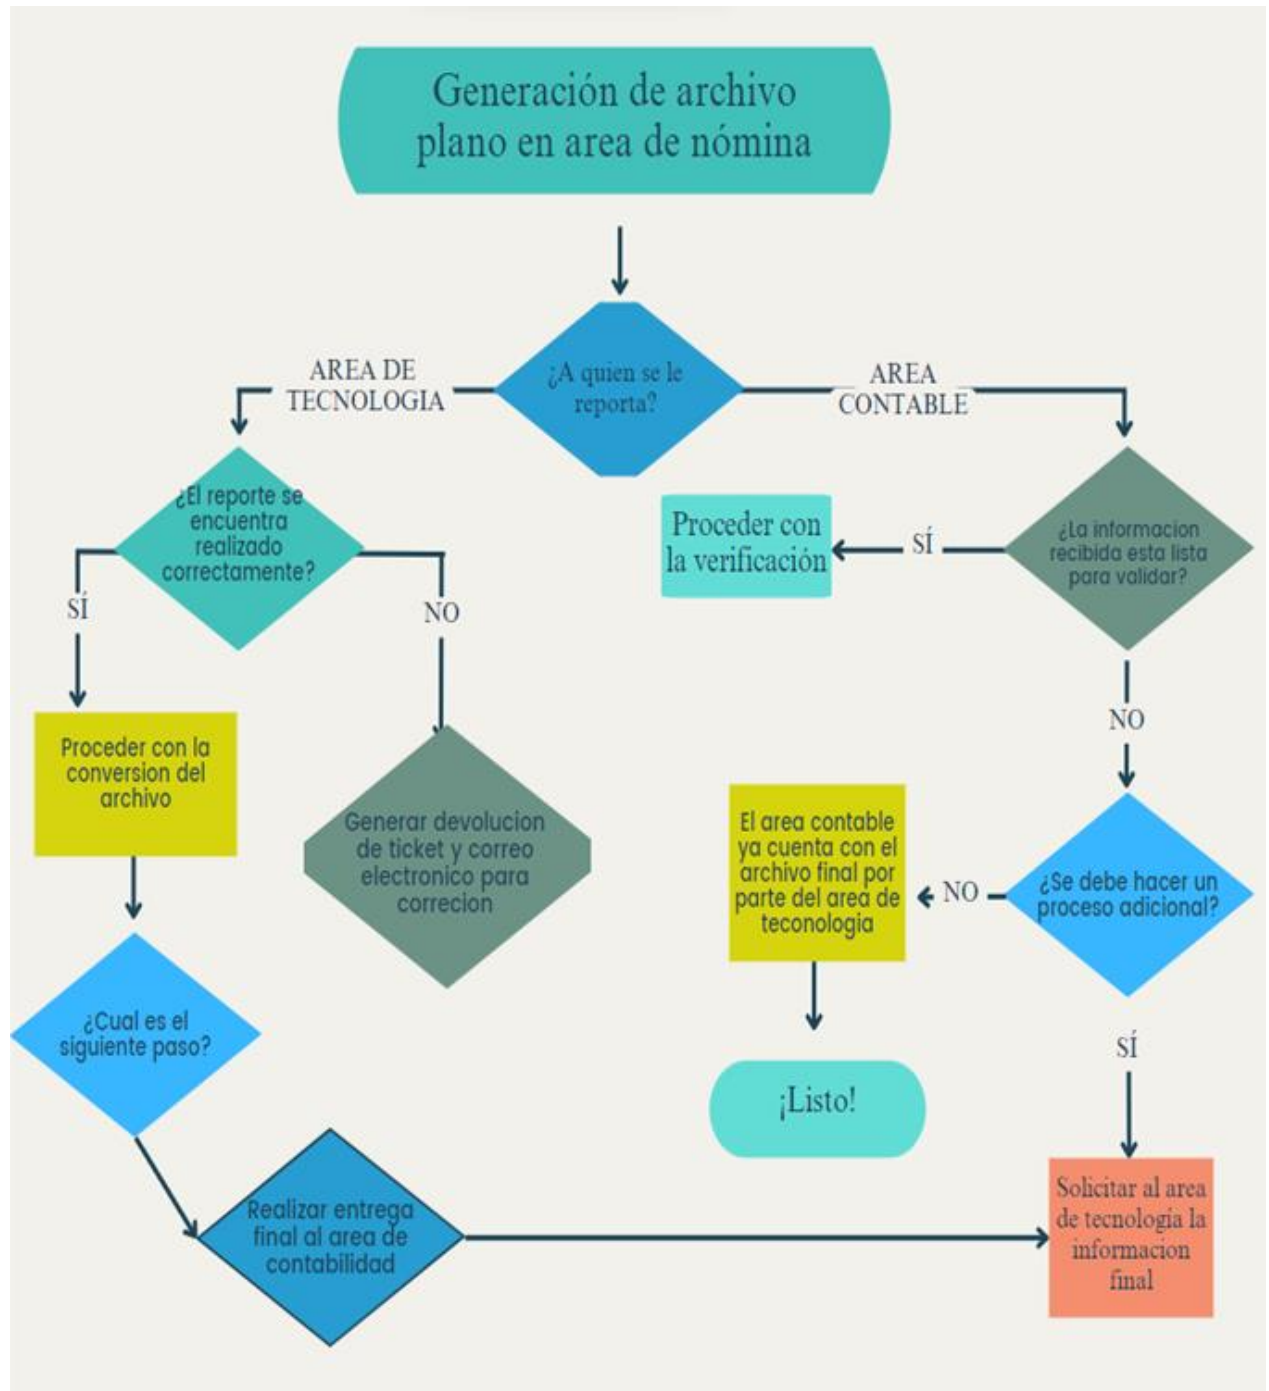 Generación de archivo
plano en area de nómina
¿A quien se le
reporta?
AREA DE
TECNOLOGIA
AREA
CONTABLE
¿El reporte se
encuentra
realizado
correctamente?
SÍ
NO
Proceder con
la verificación
SÍ
¿La informacion
recibida esta lista
para validar?
NO
Proceder con la
conversion del
archivo
Generar devolucion
de ticket y correo
electronico para
correcion
El area contable
ya cuenta con el
archivo final por
parte del area de
teconologia
NO
¿Se debe hacer un
proceso adicional?
¿Cual es el
siguiente paso?
SÍ
¡Listo!
Realizar entrega
final al area de
contabilidad
Solicitar al area
de tecnologia la
informacion
final